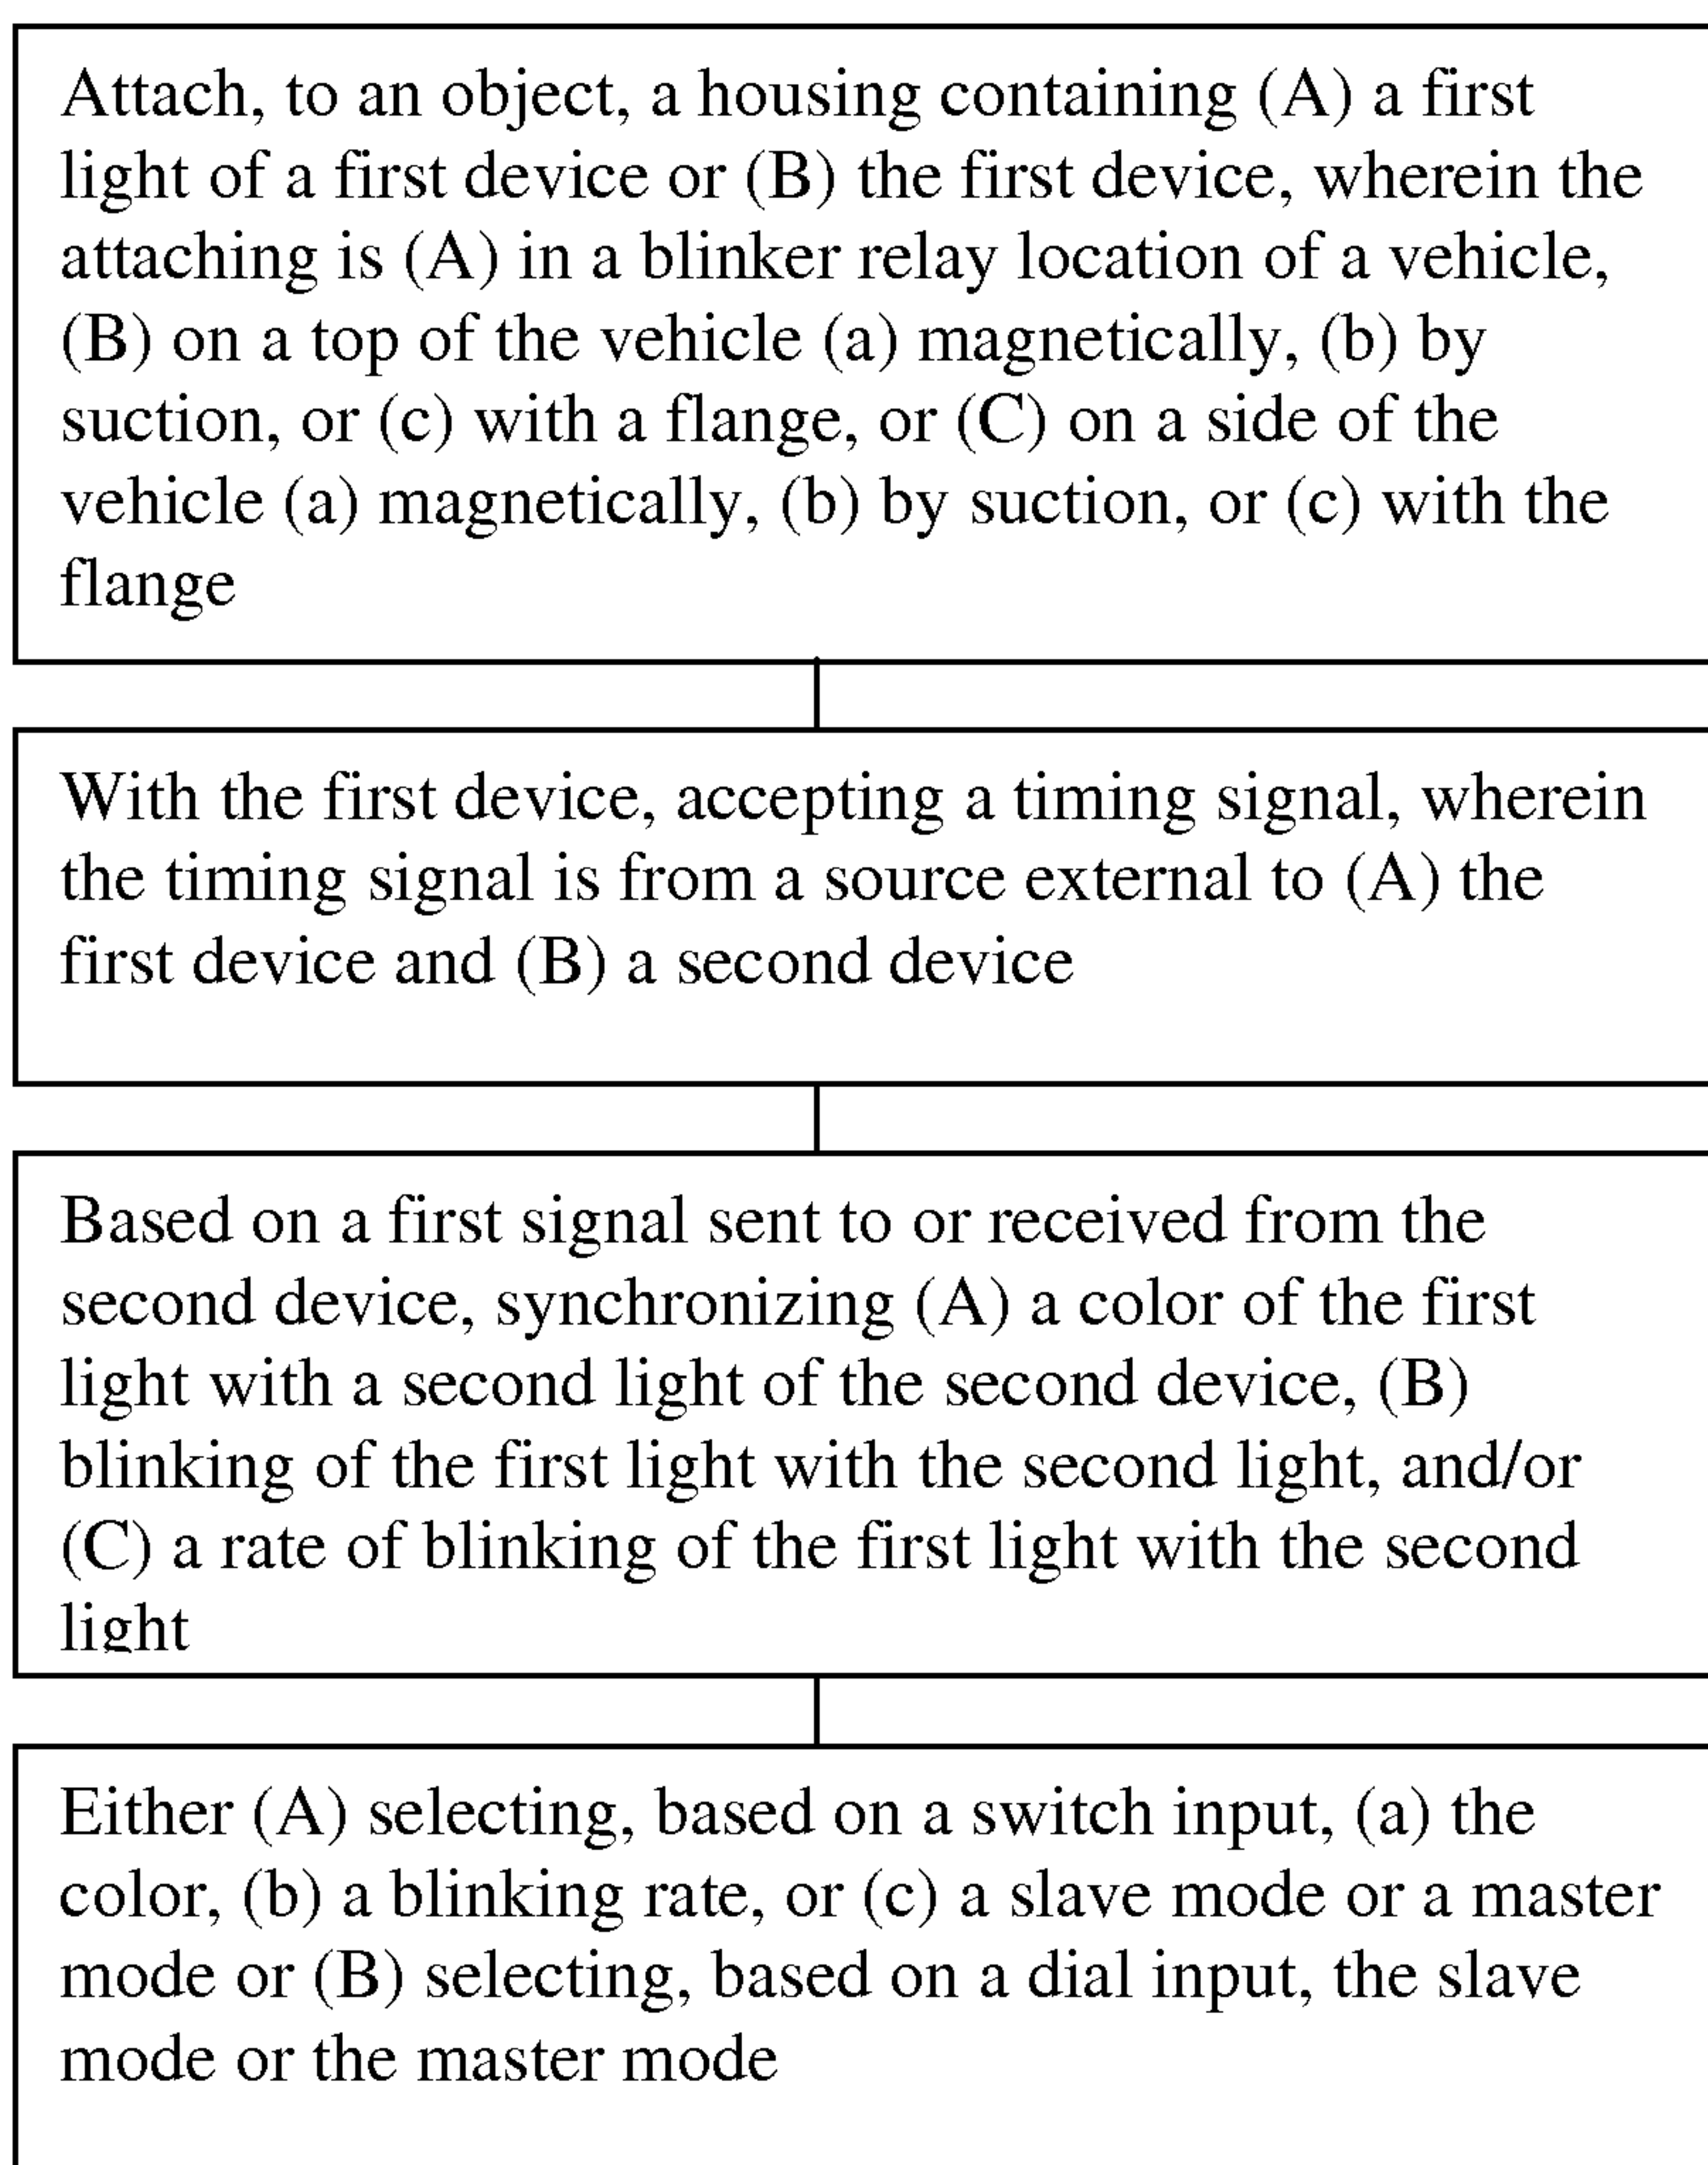 Attach, to an object, a housing containing (A) a first
light of a first device or (B) the first device, wherein the
attaching is (A) in a blinker relay location of a vehicle,
(B) on a top of the vehicle (a) magnetically, (b) by
suction, or (c) with a flange, or (C) on a side of the
vehicle (a) magnetically, (b) by suction, or (c) with the
flange
With the first device, accepting a timing signal, wherein
the timing signal is from a source external to (A) the
first device and (B) a second device
Based on a first signal sent to or received from the
second device, synchronizing (A) a color of the first
light with a second light of the second device, (B)
blinking of the first light with the second light, and/or
(C) a rate of blinking of the first light with the second
light
Either (A) selecting, based on a switch input, (a) the
color, (b) a blinking rate, or (c) a slave mode or a master
mode or (B) selecting, based on a dial input, the slave
mode or the master mode